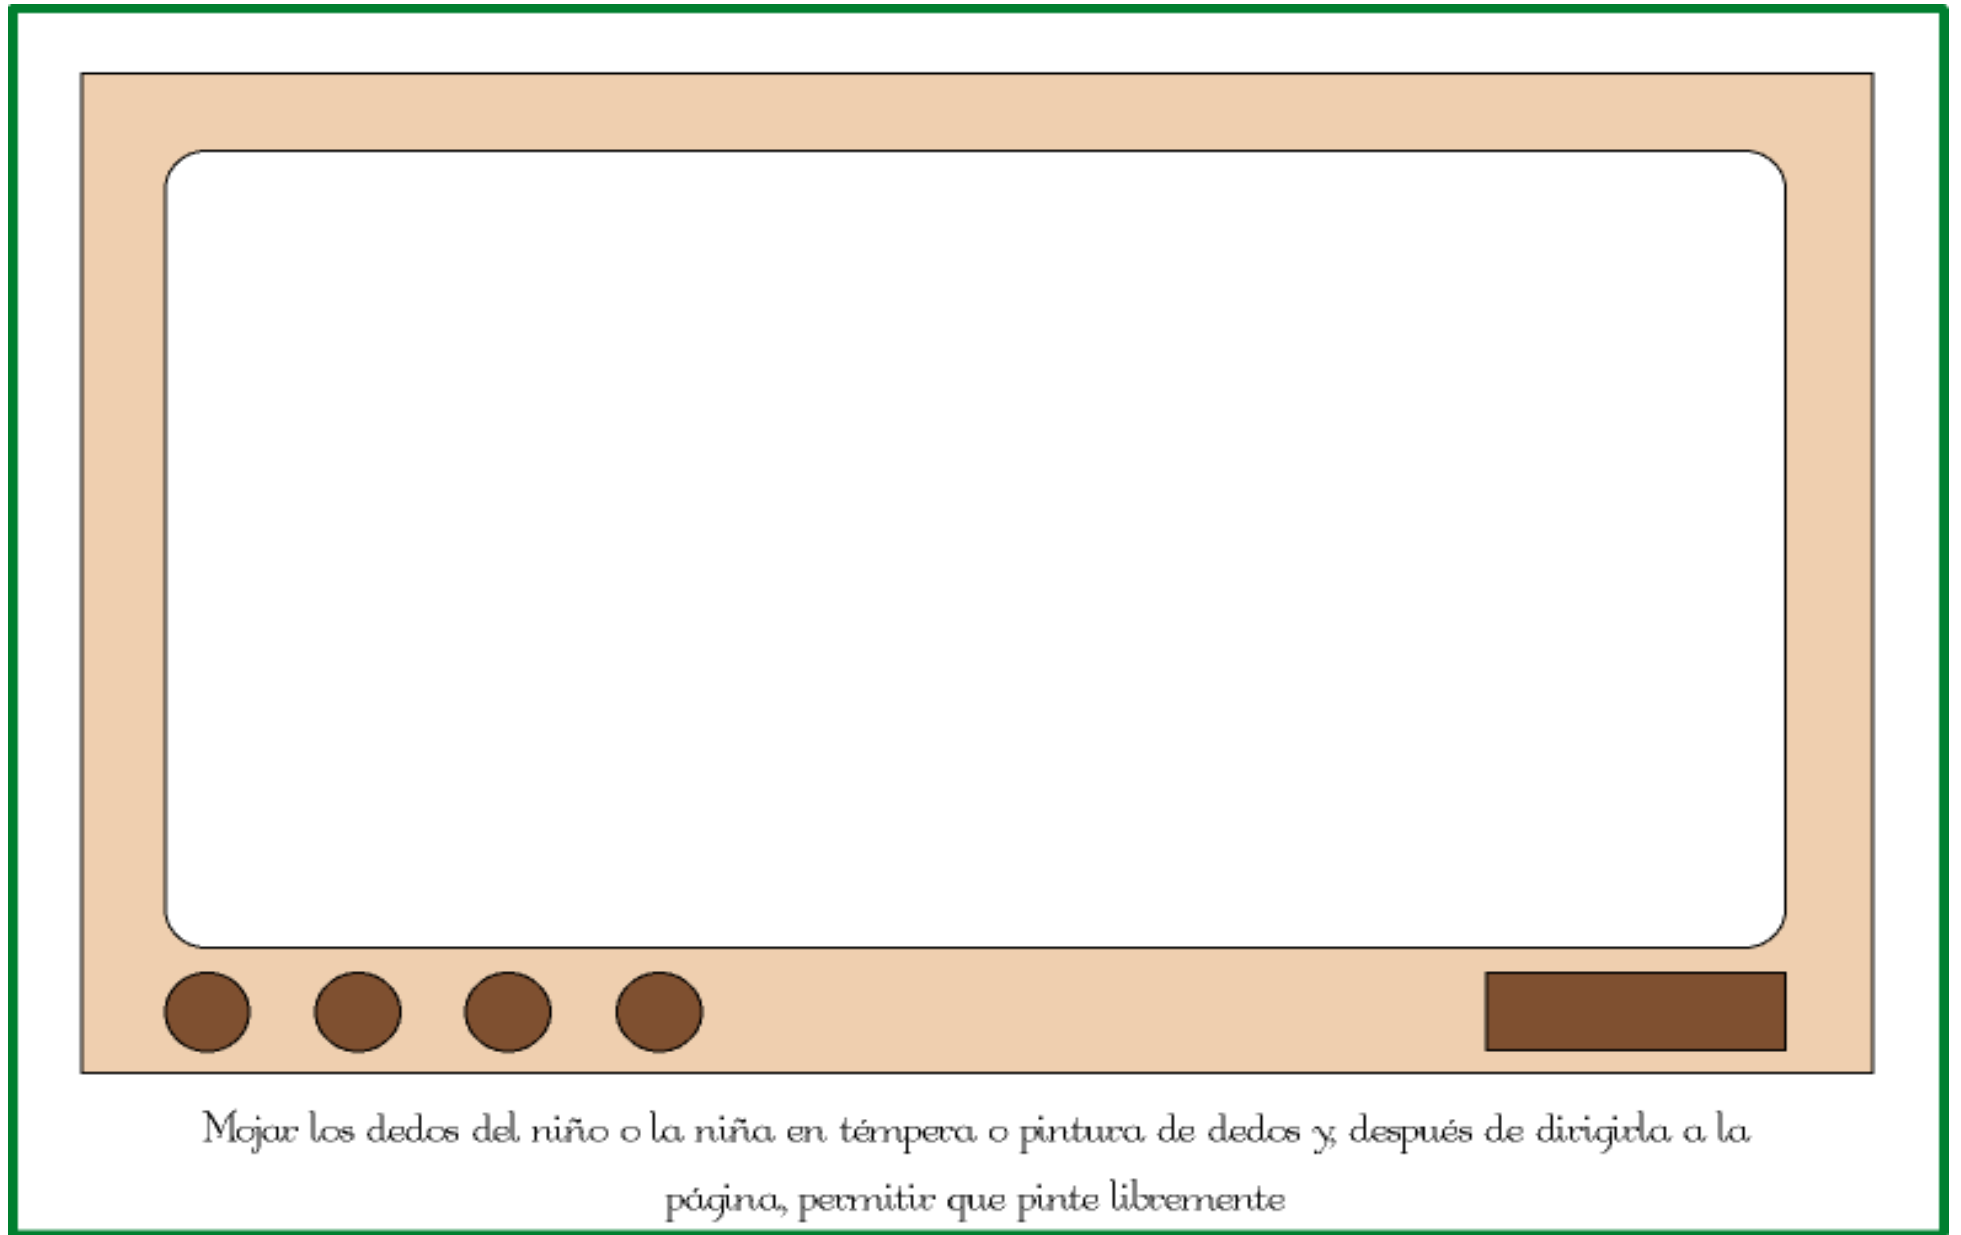 Mojar los dedos del niño o la niña en témpera o pintura de dedos y, después de dirigirla a la
página, permitir que pinte libremente